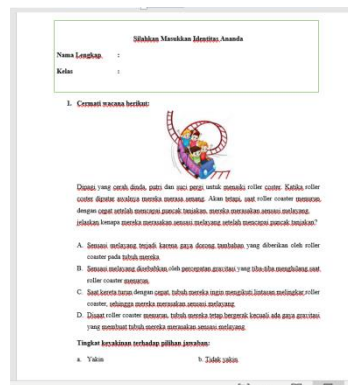 Silahkan Masukkan Identitas Ananda
Nama Lengkap :
Kelas :
1. Cermati wacana berikut:
Dipagi yang cerah dinda, putri dan suci pergi untuk menaiki roller coster. Ketika roller
coster diputar awalnya mereka merasa senang. Akan tetapi, saat roller coaster menurun,
dengan cepat setelah mencapai puncak tanjakan, mereka merasakan sensasi melayang.
jelaskan kenapa mereka merasakan sensasi melayang setelah mencapai puncak tanjakan?
A. Sensasi melayang terjadi karena gaya dorong tambahan yang diberikan oleh roller
coaster pada tubuh mereka
B. Sensasi melayang disebabkan oleh percepatan gravitasi yang tiba-tiba menghilang saat
roller coaster menurun.
C. Saat kereta turun dengan cepat, tubuh mereka ingin mengikuti lintasan melingkar roller
coaster, sehingga mereka merasakan sensasi melayang
D. Disaat roller coaster menurun, tubuh mereka tetap bergerak kecuali ada gaya gravitasi
yang membuat tubuh mereka merasakan sensasi melayang
Tingkat keyakinan terhadap pilihan jawaban:
a. Yakin b. Tidak yakin